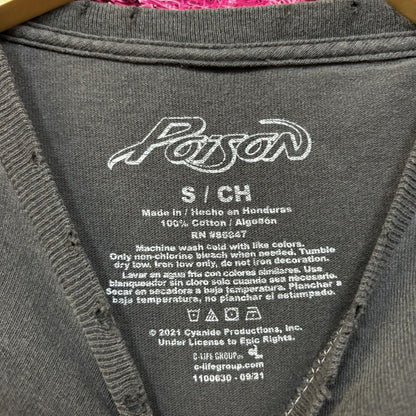 Poison
S / CH
Made in / Hecho en Honduras
100% Cotton / Algodón
RN #86847
Machine wash cold with like colors.
Only non-chlorine bleach when needed. Tumble
dry low. Iron low only, do not iron decoration.
Lavar en agua fria con colores similares. Use
blanqueador sin cloro solo cuando sea necesario.
Secar en secadora a baja temperatura. Planchar a
baja temperatura, no planchar el estampado.
© 2021 Cyanide Productions, Inc.
Under License to Epic Rights.
C-LIFE GROUP
c-lifegroup.com
1100630 - 09/21